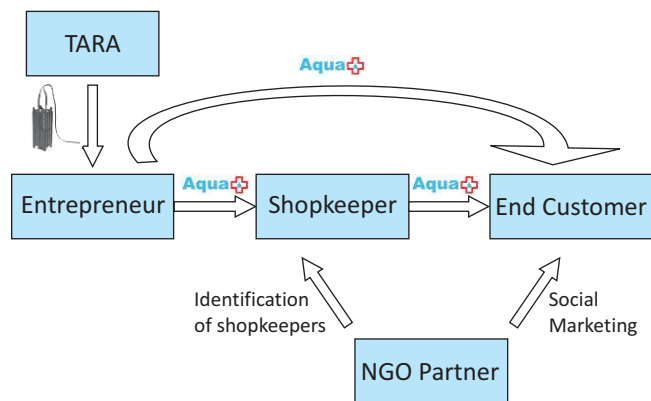 TARA
Aqua
Entrepreneur
Aqua
Shopkeeper
Aqua
End Customer
Identification
of shopkeepers
Social
Marketing
NGO Partner